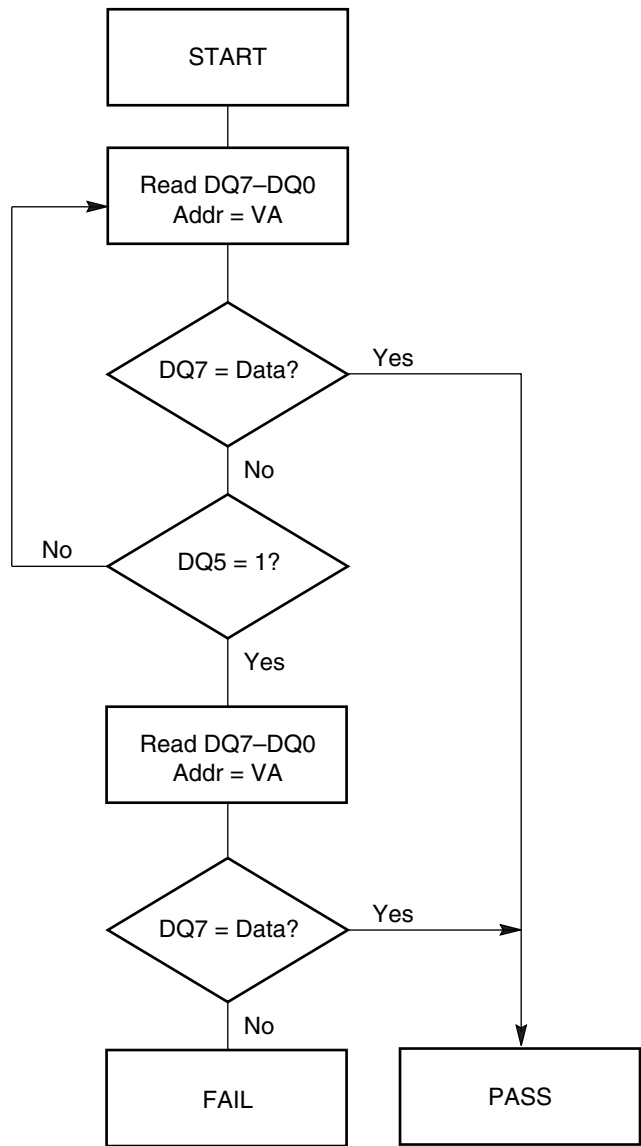 START
Read DQ7–DQ0
Addr = VA
DQ7 = Data?
Yes
No
No
DQ5 = 1?
Yes
Read DQ7–DQ0
Addr = VA
DQ7 = Data?
Yes
No
FAIL
PASS